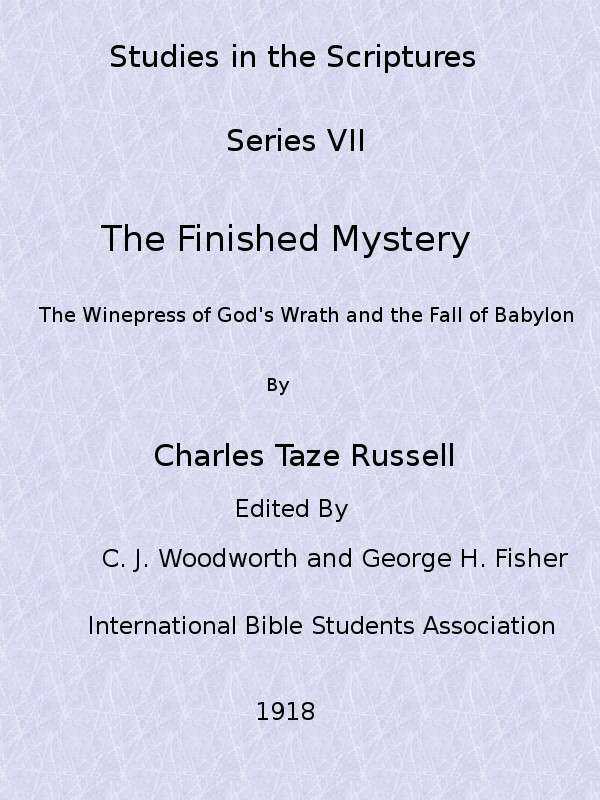 Studies in the Scriptures
Series VII
The Finished Mystery
The Winepress of God's Wrath and the Fall of Babylon
By
Charles Taze Russell
Edited By
C. J. Woodworth and George H. Fisher
International Bible Students Association
1918